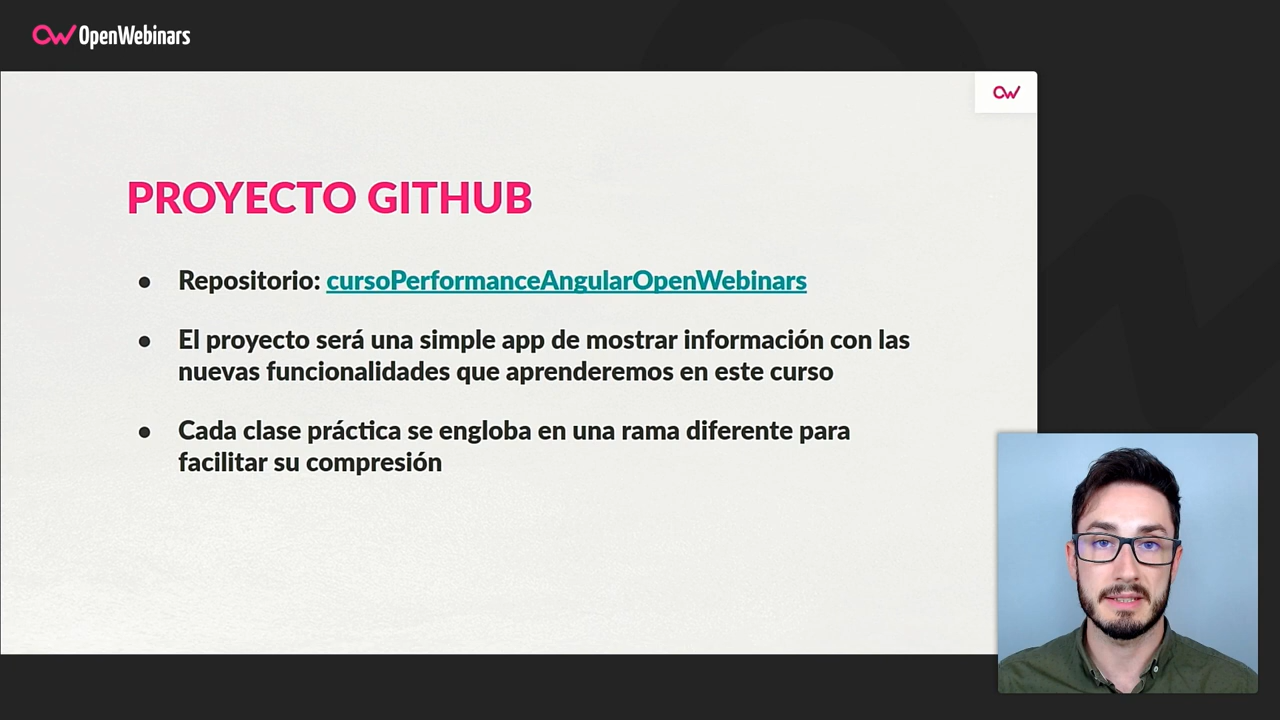 OpenWebinars
PROYECTO GITHUB
● Repositorio: cursoPerformanceAngularOpenWebinars
● El proyecto será una simple app de mostrar información con las
nuevas funcionalidades que aprenderemos en este curso
● Cada clase práctica se engloba en una rama diferente para
facilitar su compresión